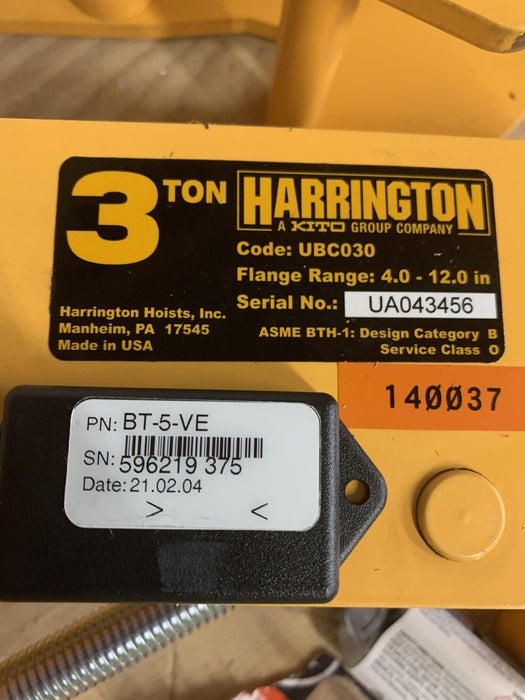 3 TON
HARRINGTON
A KITO GROUP COMPANY
Code: UBC030
Flange Range: 4.0 - 12.0 in
Serial No.: UA043456
Harrington Hoists, Inc.
Manheim, PA 17545
Made in USA
ASME BTH-1: Design Category B
Service Class O
140037
PN: BT-5-VE
SN: 596219 375
Date: 21.02.04
> <